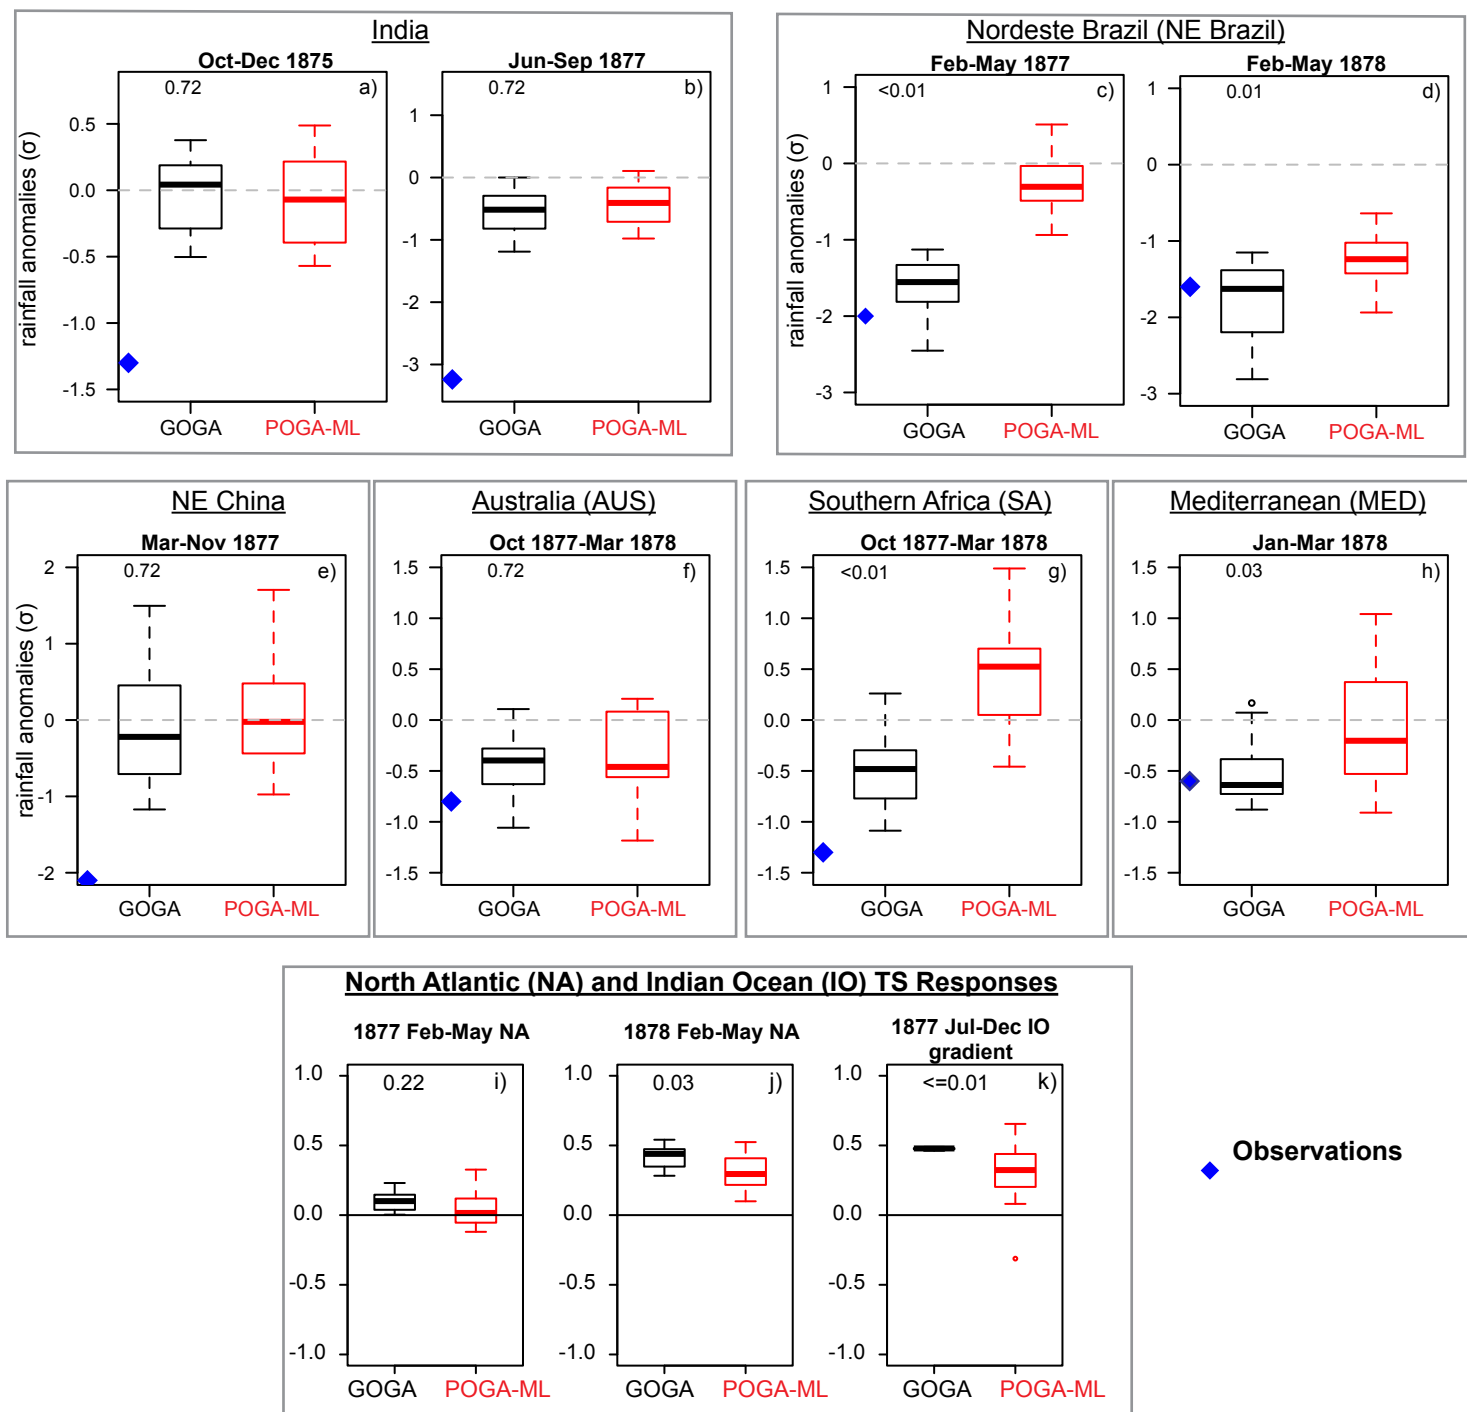 India
Oct-Dec 1875
Jun-Sep 1877
0.72
a)
0.72
b)
rainfall anomalies (σ)
0.5
0.0
-0.5
-1.0
-1.5
1
0
-1
-2
-3
GOGA
POGA-ML
GOGA
POGA-ML
Nordeste Brazil (NE Brazil)
Feb-May 1877
Feb-May 1878
<0.01
c)
0.01
d)
rainfall anomalies (σ)
1
0
-1
-2
-3
1
0
-1
-2
-3
GOGA
POGA-ML
GOGA
POGA-ML
NE China
Mar-Nov 1877
0.72
e)
rainfall anomalies (σ)
2
1
0
-1
-2
GOGA
POGA-ML
Australia (AUS)
Oct 1877-Mar 1878
0.72
f)
1.5
1.0
0.5
0.0
-0.5
-1.0
-1.5
GOGA
POGA-ML
Southern Africa (SA)
Oct 1877-Mar 1878
<0.01
g)
1.5
1.0
0.5
0.0
-0.5
-1.0
-1.5
GOGA
POGA-ML
Mediterranean (MED)
Jan-Mar 1878
0.03
h)
1.5
1.0
0.5
0.0
-0.5
-1.0
-1.5
GOGA
POGA-ML
North Atlantic (NA) and Indian Ocean (IO) TS Responses
1877 Feb-May NA
0.22
i)
1.0
0.5
0.0
-0.5
-1.0
GOGA
POGA-ML
1878 Feb-May NA
0.03
j)
1.0
0.5
0.0
-0.5
-1.0
GOGA
POGA-ML
1877 Jul-Dec IO
gradient
<=0.01
k)
1.0
0.5
0.0
-0.5
-1.0
GOGA
POGA-ML
Observations